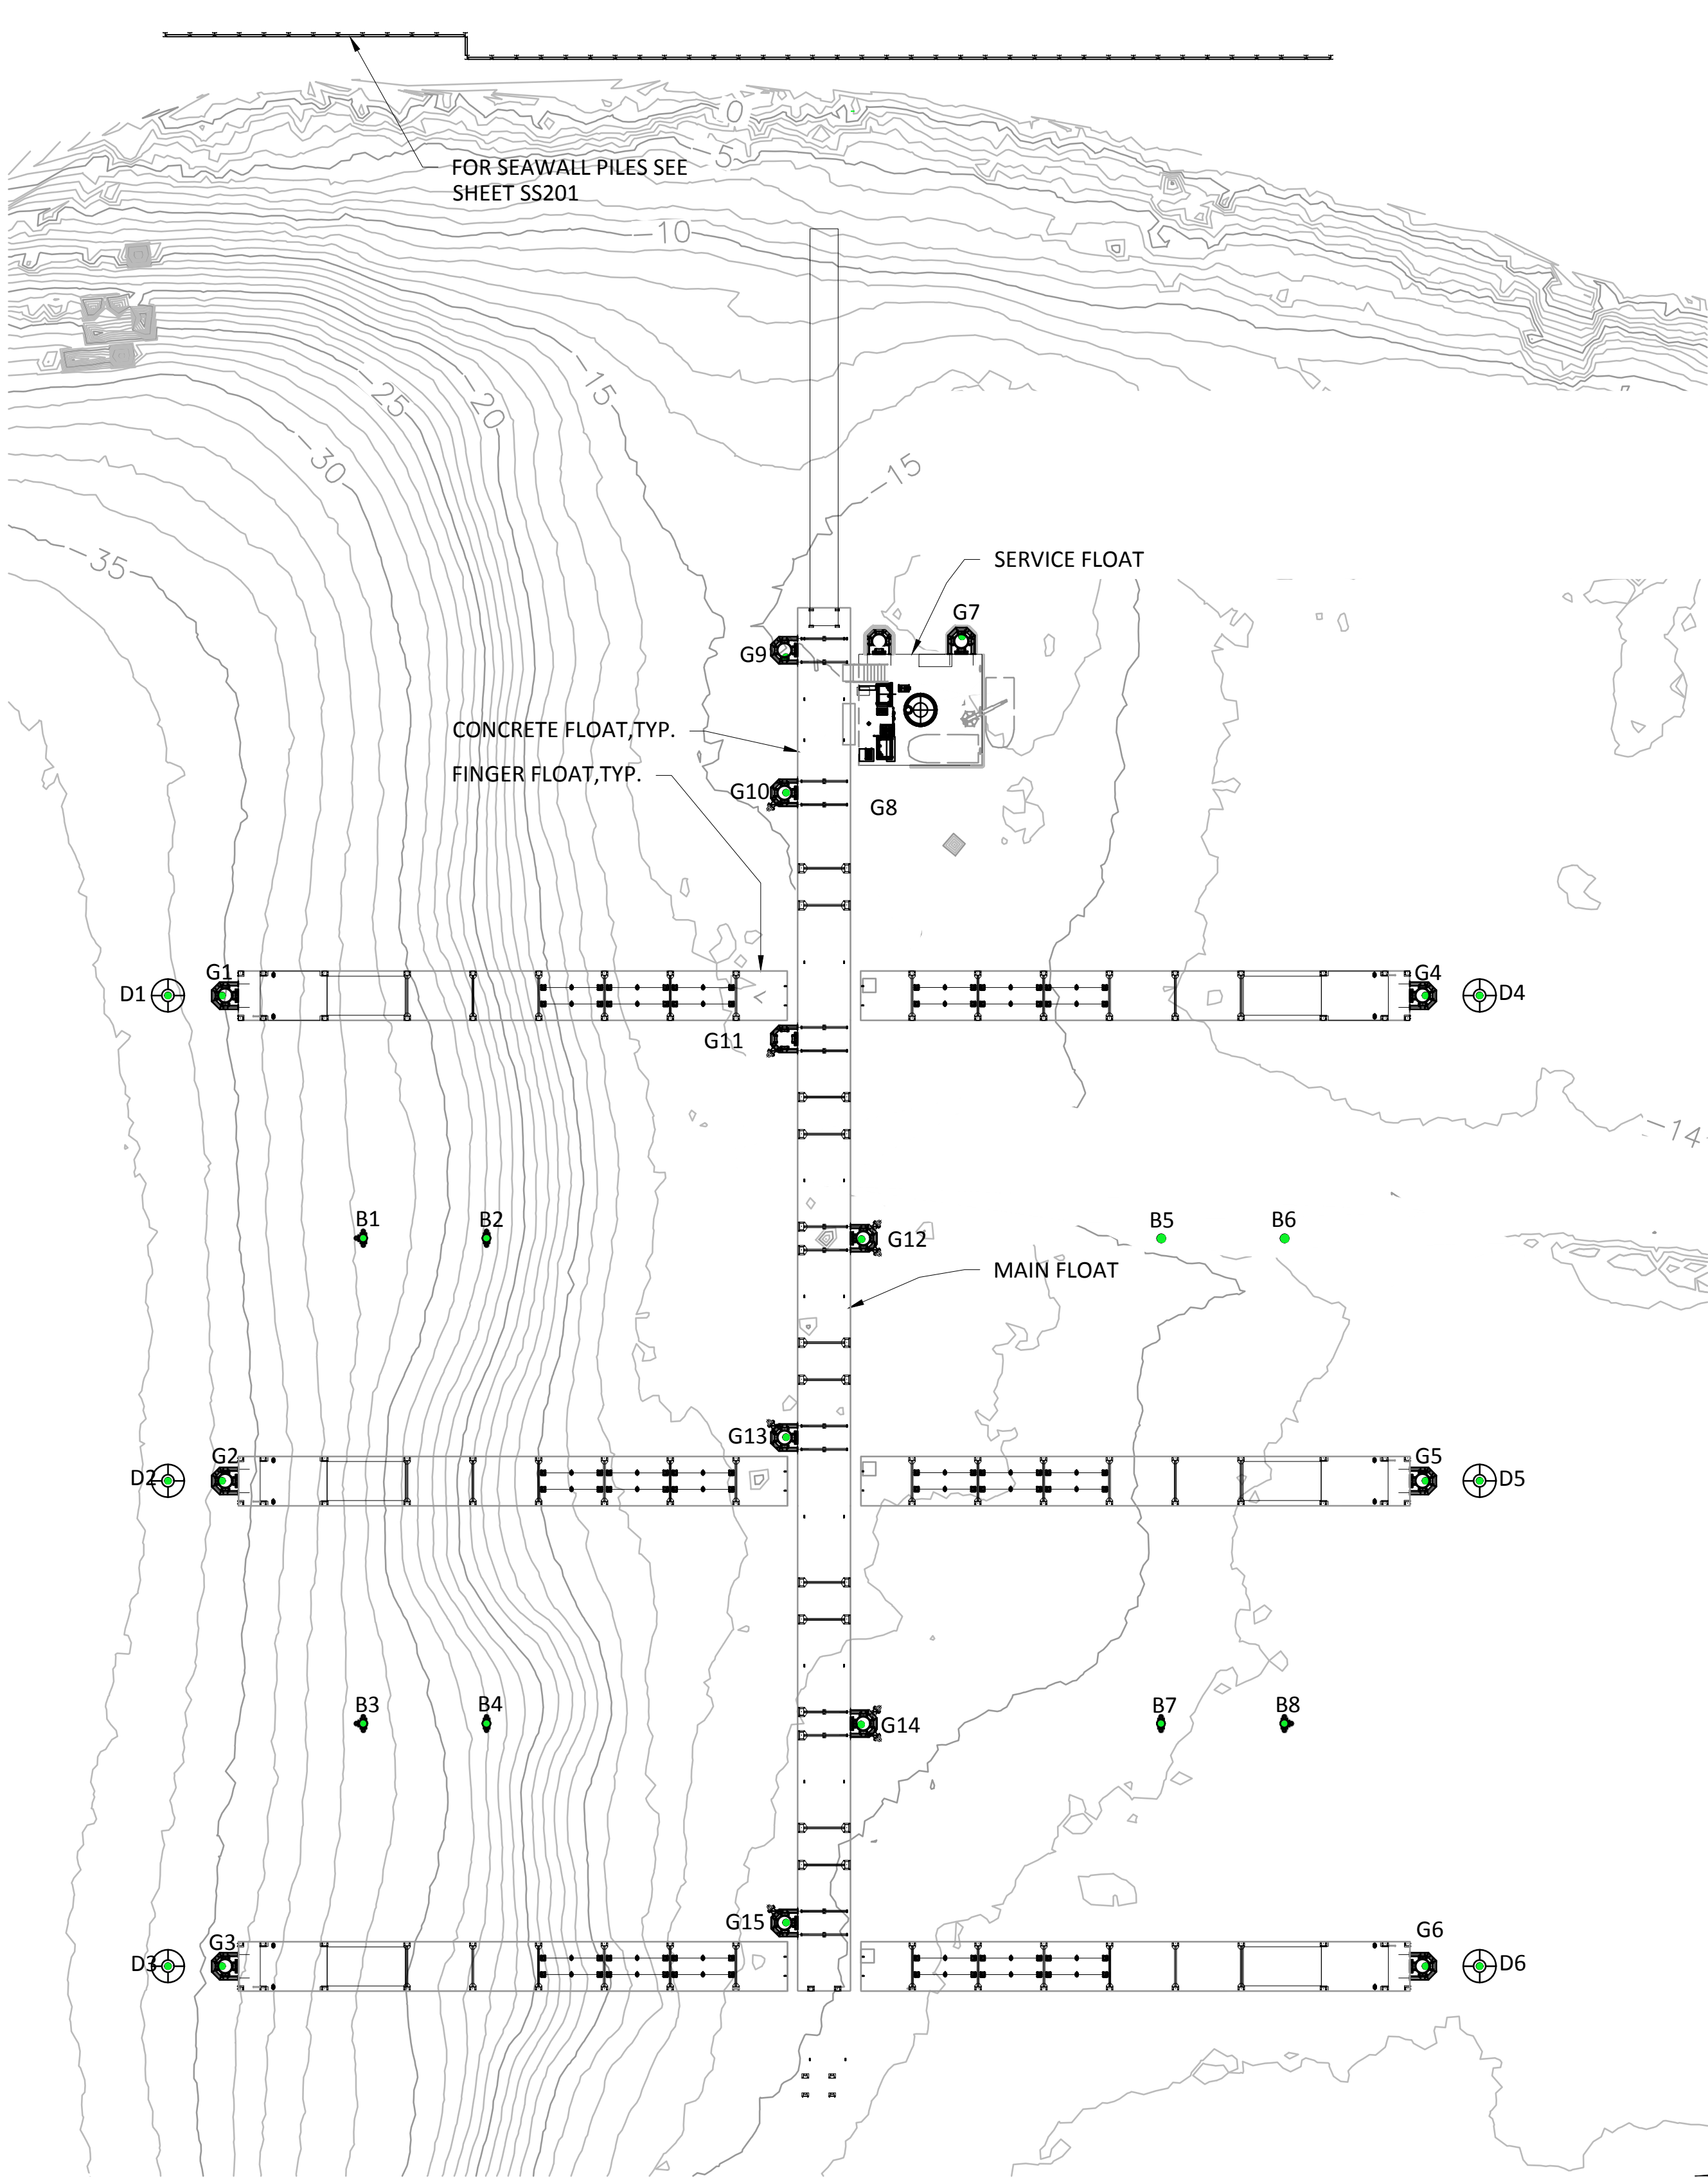 0
-5
FOR SEAWALL PILES SEE
SHEET SS201
-10
-15
-20
-25
-30
-15
-35
SERVICE FLOAT
G7
G9
CONCRETE FLOAT,TYP.
FINGER FLOAT,TYP.
G10
G8
G1
G4
D1
D4
G11
-14
B1
B2
B5
B6
G12
MAIN FLOAT
G13
G2
G5
D2
D5
B3
B4
B7
B8
G14
G15
G3
G6
D3
D6